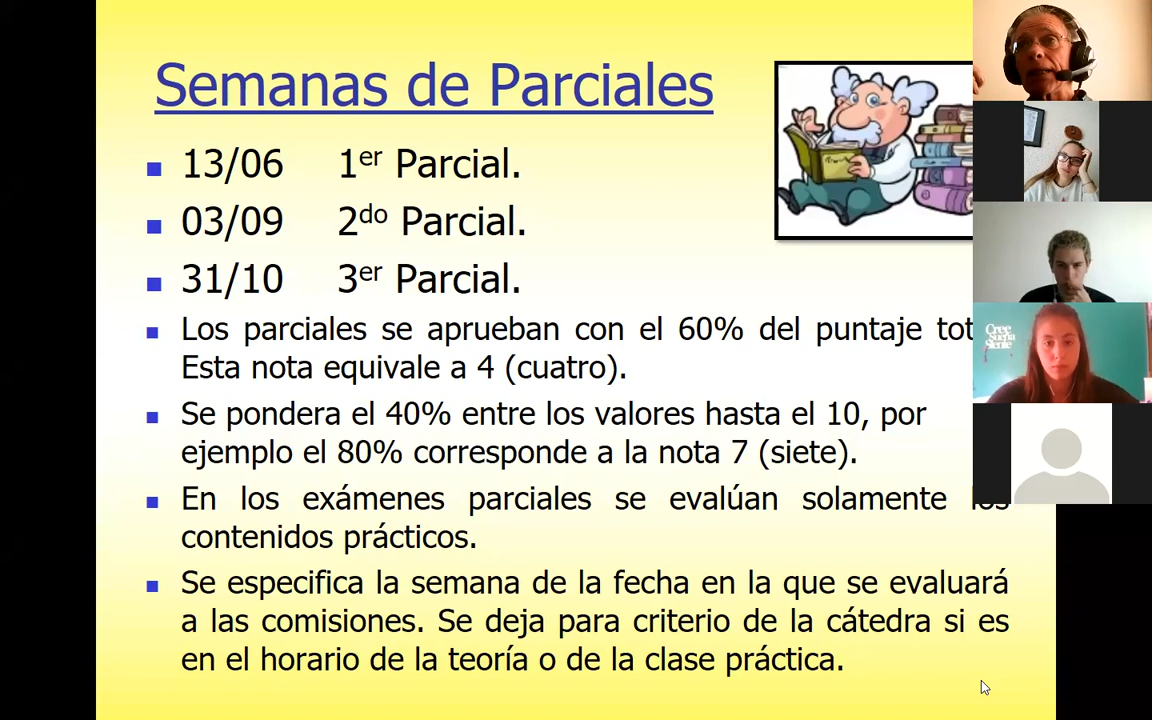 Semanas de Parciales
13/06 1er Parcial.
03/09 2do Parcial.
31/10 3er Parcial.
Los parciales se aprueban con el 60% del puntaje
Esta nota equivale a 4 (cuatro).
Se pondera el 40% entre los valores hasta el 10, por
ejemplo el 80% corresponde a la nota 7 (siete).
En los exámenes parciales se evalúan solamente los
contenidos prácticos.
Se especifica la semana de la fecha en la que se evaluará
a las comisiones. Se deja para criterio de la cátedra si es
en el horario de la teoría o de la clase práctica.
Cree
Sueña
Siente